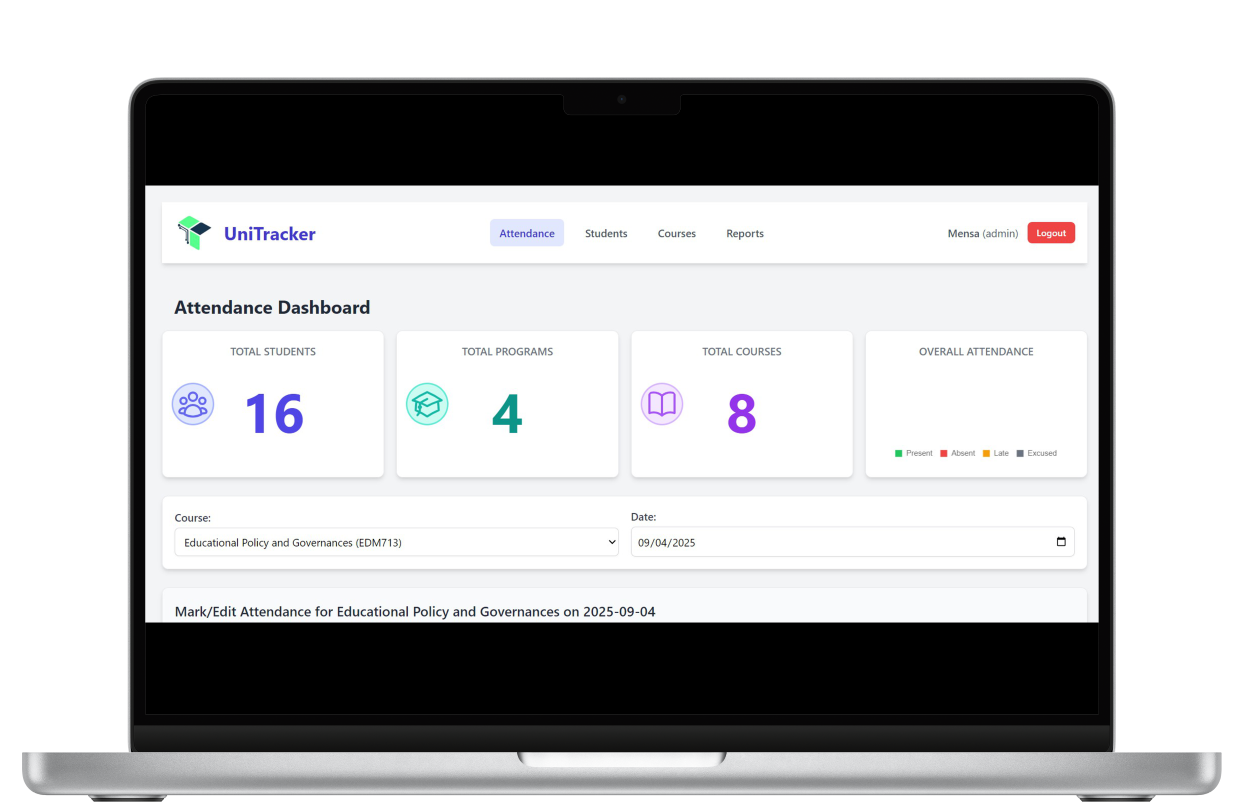 UniTracker
Attendance Students Courses Reports
Mensa (admin) Logout
Attendance Dashboard
TOTAL STUDENTS
16
TOTAL PROGRAMS
4
TOTAL COURSES
8
OVERALL ATTENDANCE
Present Absent Late Excused
Course:
Educational Policy and Governances (EDM713)
Date:
09/04/2025
Mark/Edit Attendance for Educational Policy and Governances on 2025-09-04